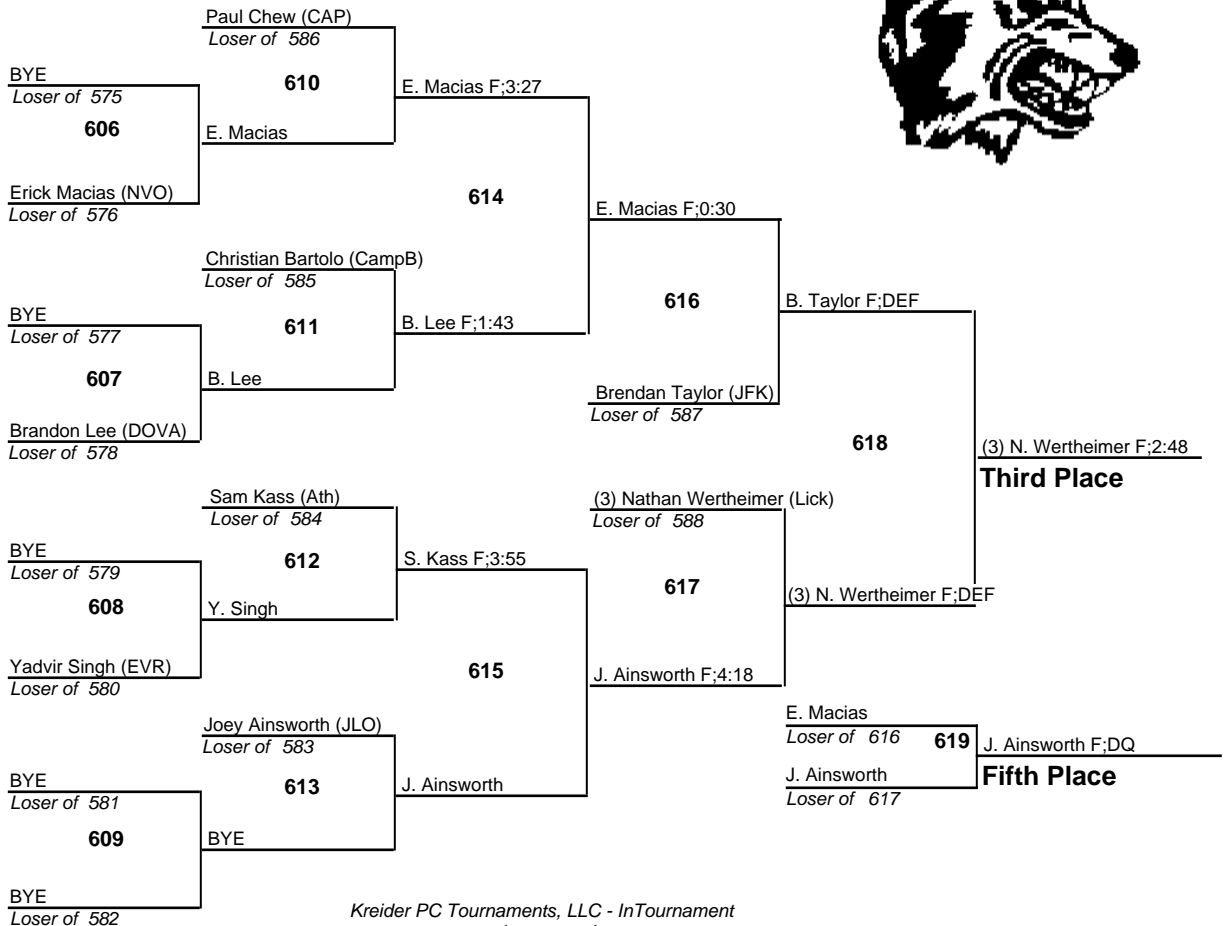 Paul Chew (CAP)
Loser of 586
610
BYE
Loser of 575
606
E. Macias F;3:27
E. Macias
Erick Macias (NVO)
Loser of 576
614
E. Macias F;0:30
Christian Bartolo (CampB)
Loser of 585
611
BYE
Loser of 577
607
B. Lee F;1:43
B. Lee
Brandon Lee (DOVA)
Loser of 578
616
B. Taylor F;DEF
Brendan Taylor (JFK)
Loser of 587
618
(3) N. Wertheimer F;2:48
Third Place
Sam Kass (Ath)
Loser of 584
612
(3) Nathan Wertheimer (Lick)
Loser of 588
BYE
Loser of 579
608
S. Kass F;3:55
617
Y. Singh
(3) N. Wertheimer F;DEF
Yadvir Singh (EVR)
Loser of 580
615
J. Ainsworth F;4:18
Joey Ainsworth (JLO)
Loser of 583
613
E. Macias
Loser of 616
619
J. Ainsworth F;DQ
Fifth Place
J. Ainsworth
Loser of 617
BYE
Loser of 581
609
J. Ainsworth
BYE
BYE
Loser of 582
Kreider PC Tournaments, LLC - InTournament